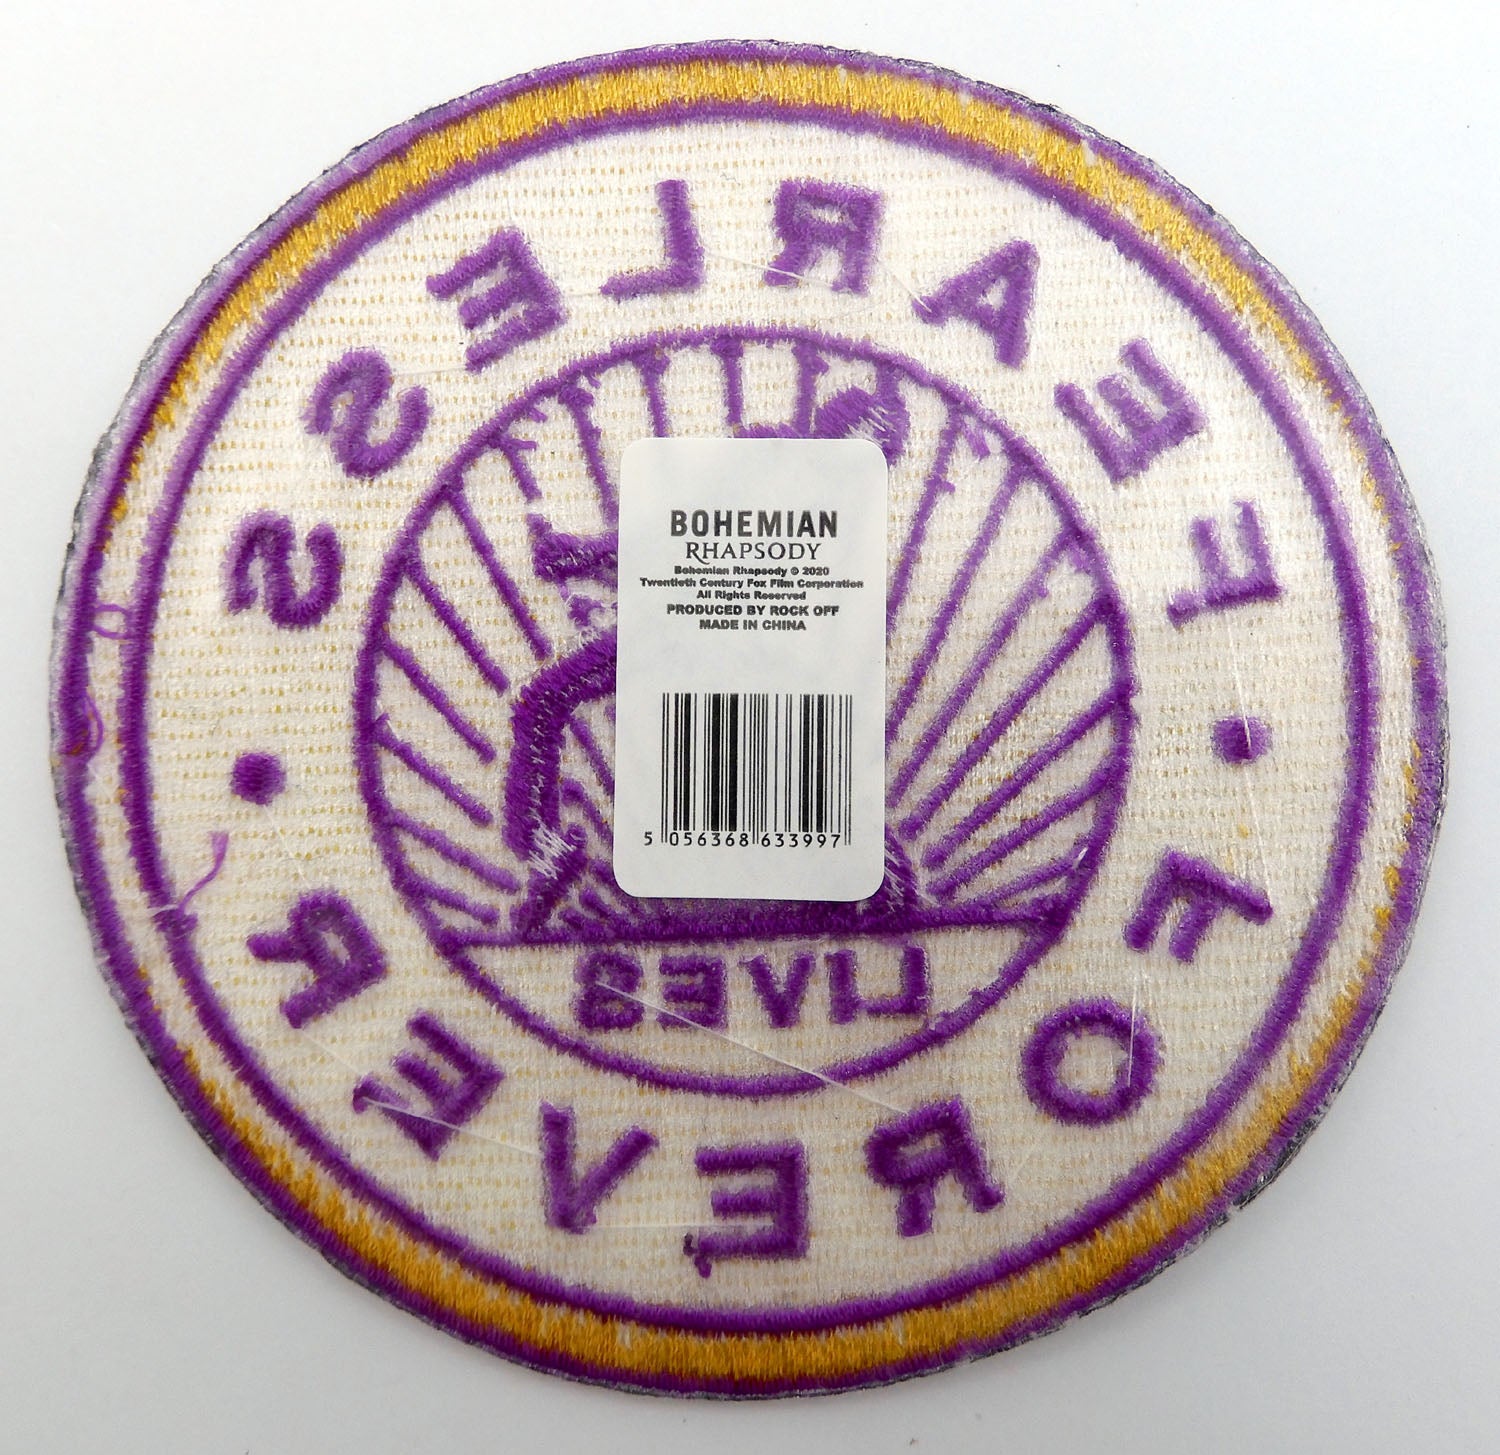 FEARLESS
LIVES
FOREVER
BOHEMIAN
RHAPSODY
Bohemian Rhapsody © 2020
Twentieth Century Fox Film Corporation
All Rights Reserved
PRODUCED BY ROCK OFF
MADE IN CHINA
5 056368 633997